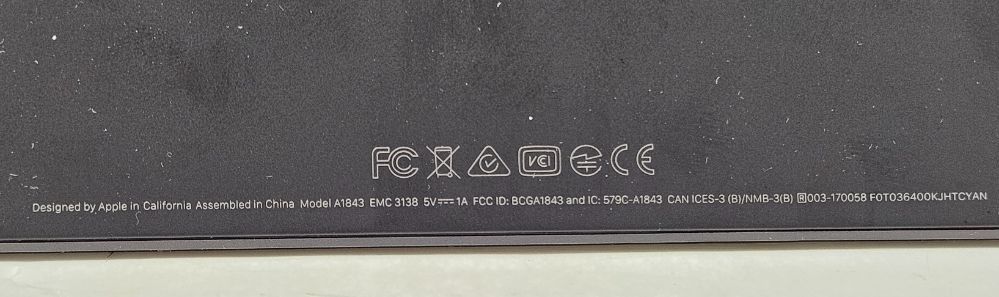 FC VCI CE
Designed by Apple in California Assembled in China Model A1843 EMC 3138 5V⎓1A FCC ID: BCGA1843 and IC: 579C-A1843 CAN ICES-3 (B)/NMB-3(B) R003-170058 F0T036400KJHTCYAN